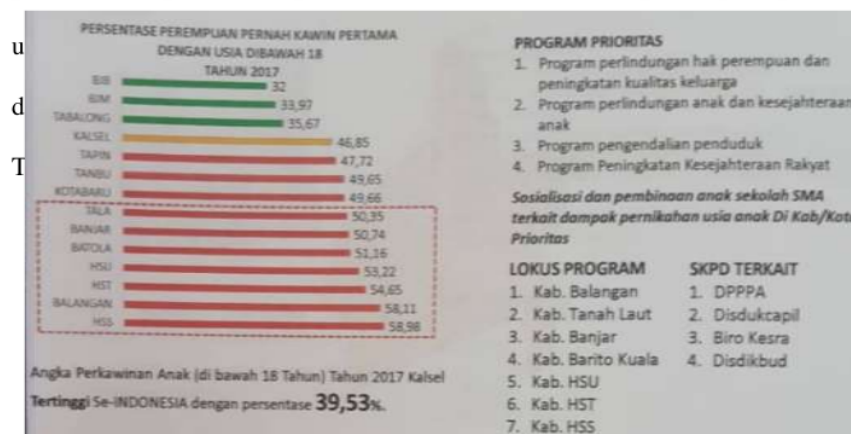 u
d
T
PERSENTASE PEREMPUAN PERNAH KAWIN PERTAMA
DENGAN USIA DIBAWAH 18
TAHUN 2017
BJB 32
BJM 33,97
TABALONG 35,67
KALSEL 46,85
TAPIN 47,72
TANBU 49,65
KOTABARU 49,66
TALA 50,35
BANJAR 50,74
BATOLA 51,16
HSU 53,22
HST 54,65
BALANGAN 58,11
HSS 58,98
Angka Perkawinan Anak (di bawah 18 Tahun) Tahun 2017 Kalsel
Tertinggi Se-INDONESIA dengan persentase 39,53%.
PROGRAM PRIORITAS
1. Program perlindungan hak perempuan dan
peningkatan kualitas keluarga
2. Program perlindungan anak dan kesejahteraan
anak
3. Program pengendalian penduduk
4. Program Peningkatan Kesejahteraan Rakyat
Sosialisasi dan pembinaan anak sekolah SMA
terkait dampak pernikahan usia anak Di Kab/Kota
Prioritas
LOKUS PROGRAM
1. Kab. Balangan
2. Kab. Tanah Laut
3. Kab. Banjar
4. Kab. Barito Kuala
5. Kab. HSU
6. Kab. HST
7. Kab. HSS
SKPD TERKAIT
1. DPPPA
2. Disdukcapil
3. Biro Kesra
4. Disdikbud